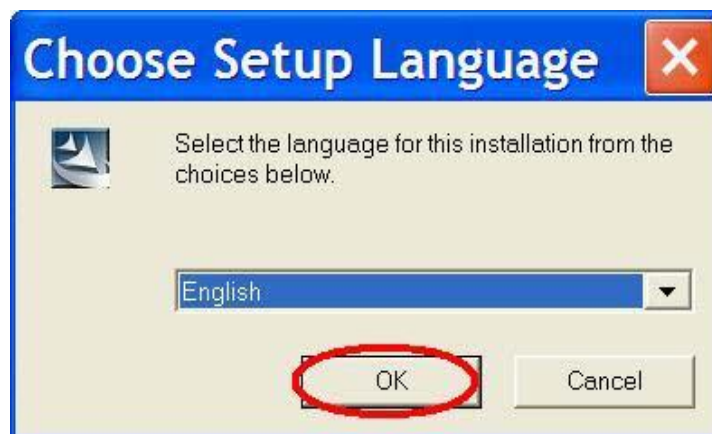 Choose Setup Language
Select the language for this installation from the
choices below.
English
OK
Cancel